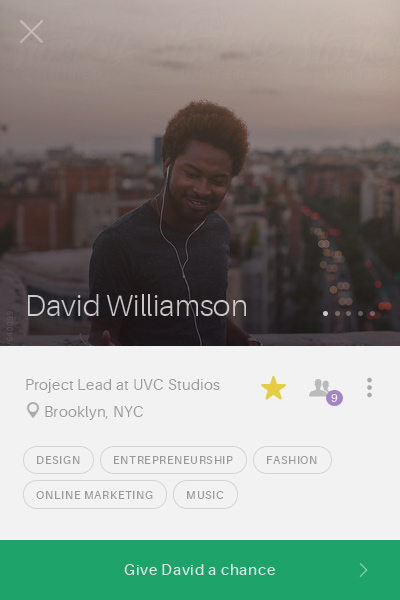 David Williamson
Project Lead at UVC Studios
Brooklyn, NYC
9
DESIGN
ENTREPRENEURSHIP
FASHION
ONLINE MARKETING
MUSIC
Give David a chance